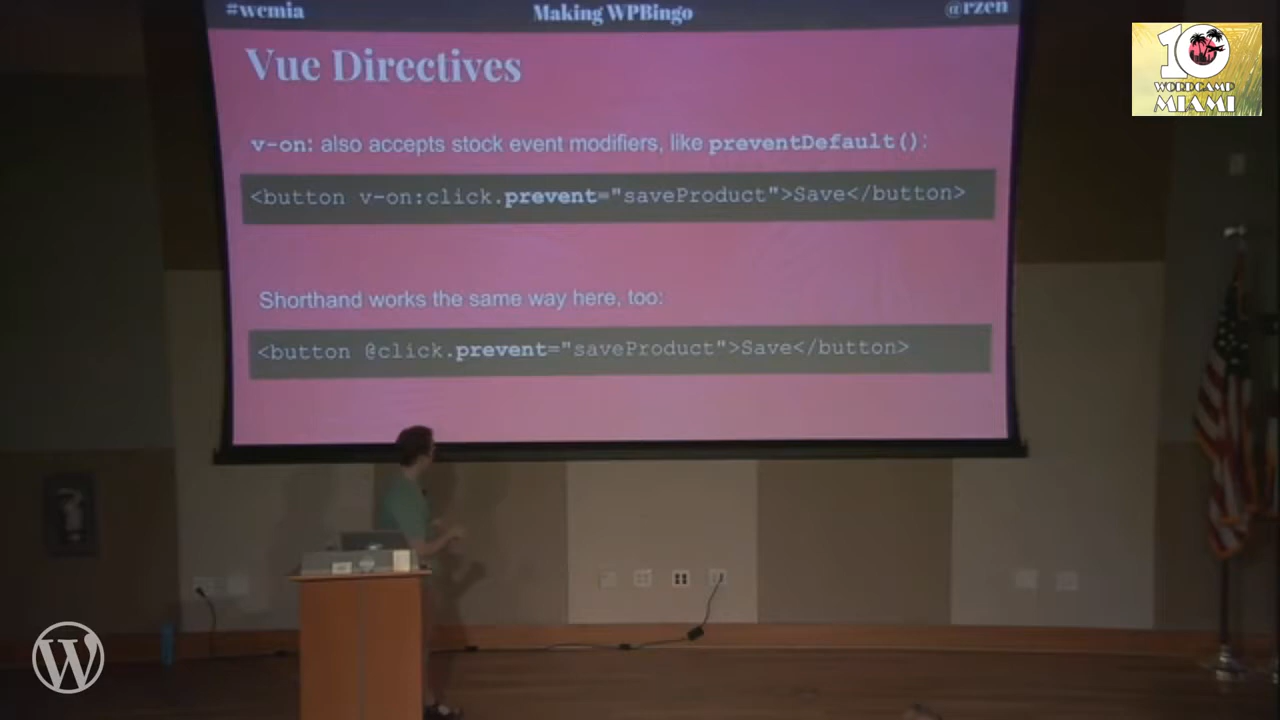 #wcmia
Making WPBingo
@rzen
Vue Directives
v-on: also accepts stock event modifiers, like preventDefault():
<button v-on:click.prevent="saveProduct">Save</button>
Shorthand works the same way here, too:
<button @click.prevent="saveProduct">Save</button>
10
WORDCAMP
MIAMI
W